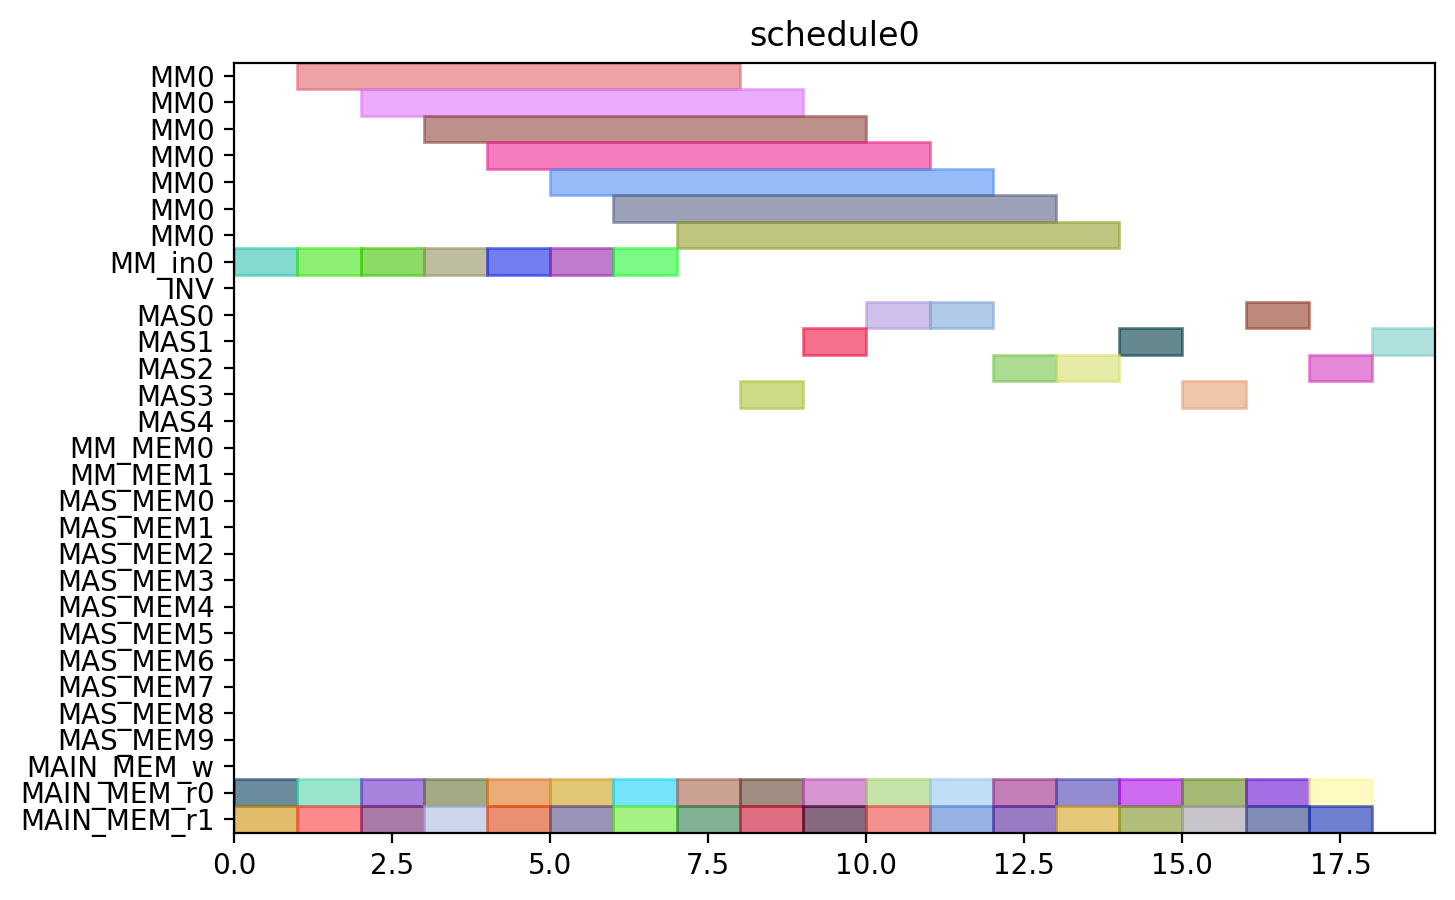 schedule0
MM0
MM0
MM0
MM0
MM0
MM0
MM0
MM_in0
INV
MAS0
MAS1
MAS2
MAS3
MAS4
MM_MEM0
MM_MEM1
MAS_MEM0
MAS_MEM1
MAS_MEM2
MAS_MEM3
MAS_MEM4
MAS_MEM5
MAS_MEM6
MAS_MEM7
MAS_MEM8
MAS_MEM9
MAIN_MEM_w
MAIN_MEM_r0
MAIN_MEM_r1
0.0 2.5 5.0 7.5 10.0 12.5 15.0 17.5